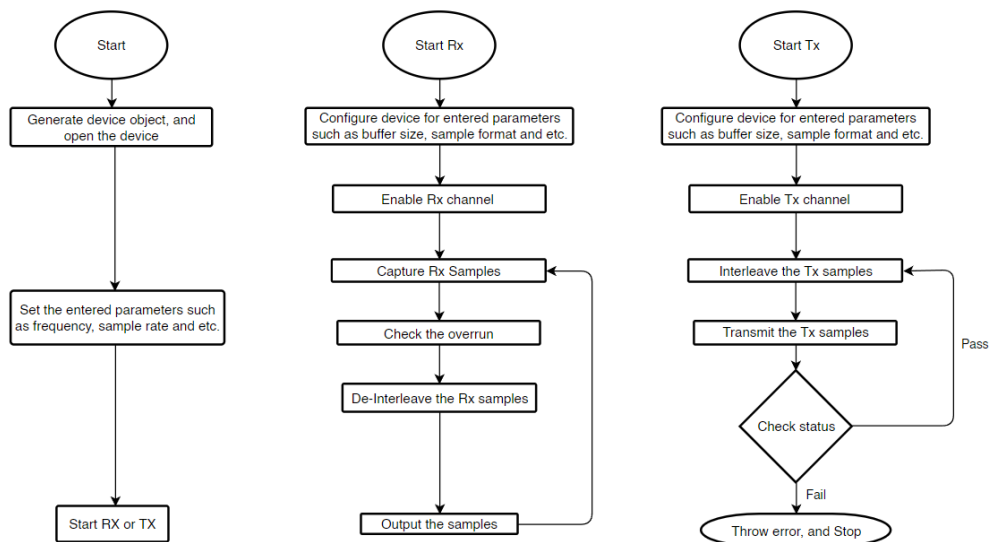 Start
Generate device object, and
open the device
Set the entered parameters such
as frequency, sample rate and etc.
Start RX or TX
Start Rx
Configure device for entered parameters
such as buffer size, sample format and etc.
Enable Rx channel
Capture Rx Samples
Check the overrun
De-Interleave the Rx samples
Output the samples
Start Tx
Configure device for entered parameters
such as buffer size, sample format and etc.
Enable Tx channel
Interleave the Tx samples
Transmit the Tx samples
Pass
Check status
Fail
Throw error, and Stop